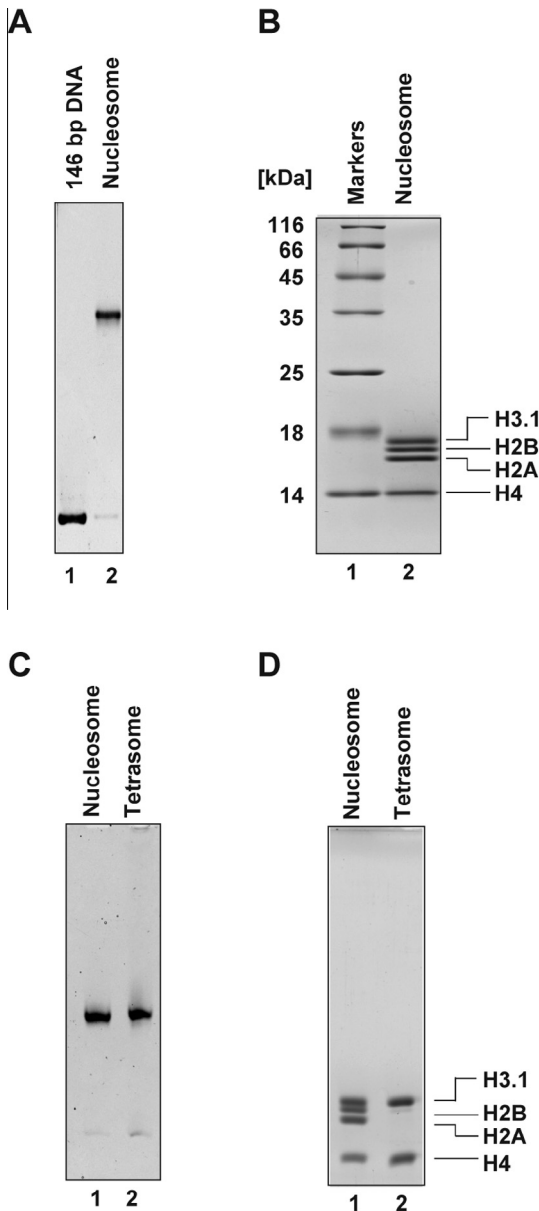 A
146 bp DNA
Nucleosome
1 2
B
[kDa]
Markers
Nucleosome
116
66
45
35
25
18
14
H3.1
H2B
H2A
H4
1 2
C
Nucleosome
Tetrasome
1 2
D
Nucleosome
Tetrasome
H3.1
H2B
H2A
H4
1 2